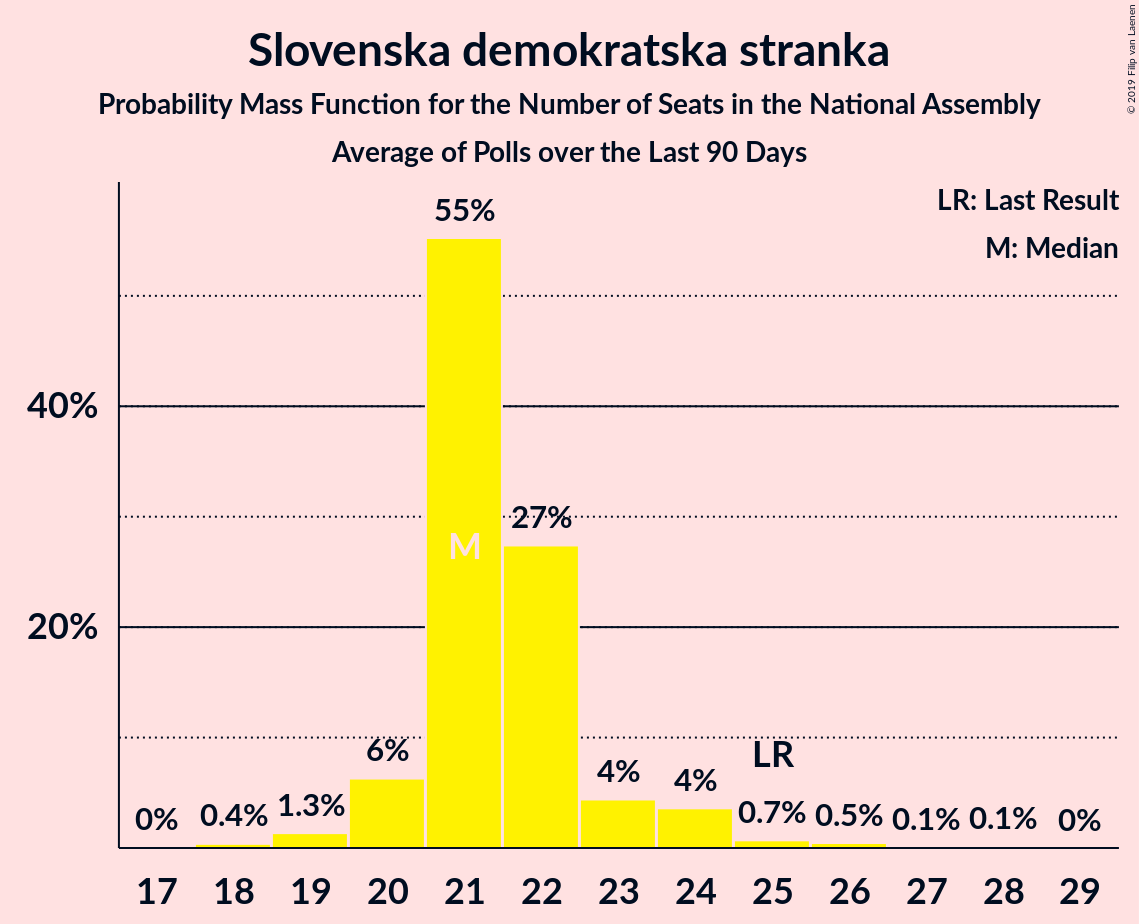 Slovenska demokratska stranka
Probability Mass Function for the Number of Seats in the National Assembly
Average of Polls over the Last 90 Days
© 2019 Filip van Laenen
LR: Last Result
M: Median
55%
40%
27%
M
20%
6%
LR
4%
4%
0%
0.4%
1.3%
0.7%
0.5%
0.1%
0.1%
0%
17 18 19 20 21 22 23 24 25 26 27 28 29